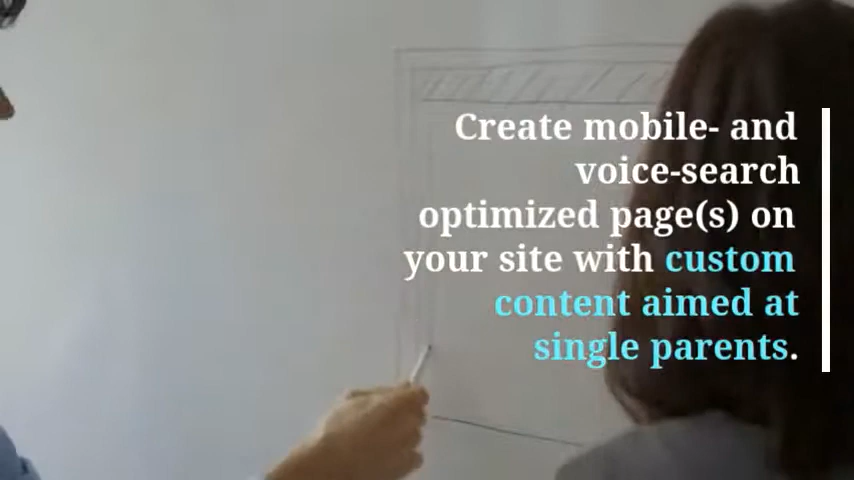 Create mobile- and
voice-search
optimized page(s) on
your site with custom
content aimed at
single parents.